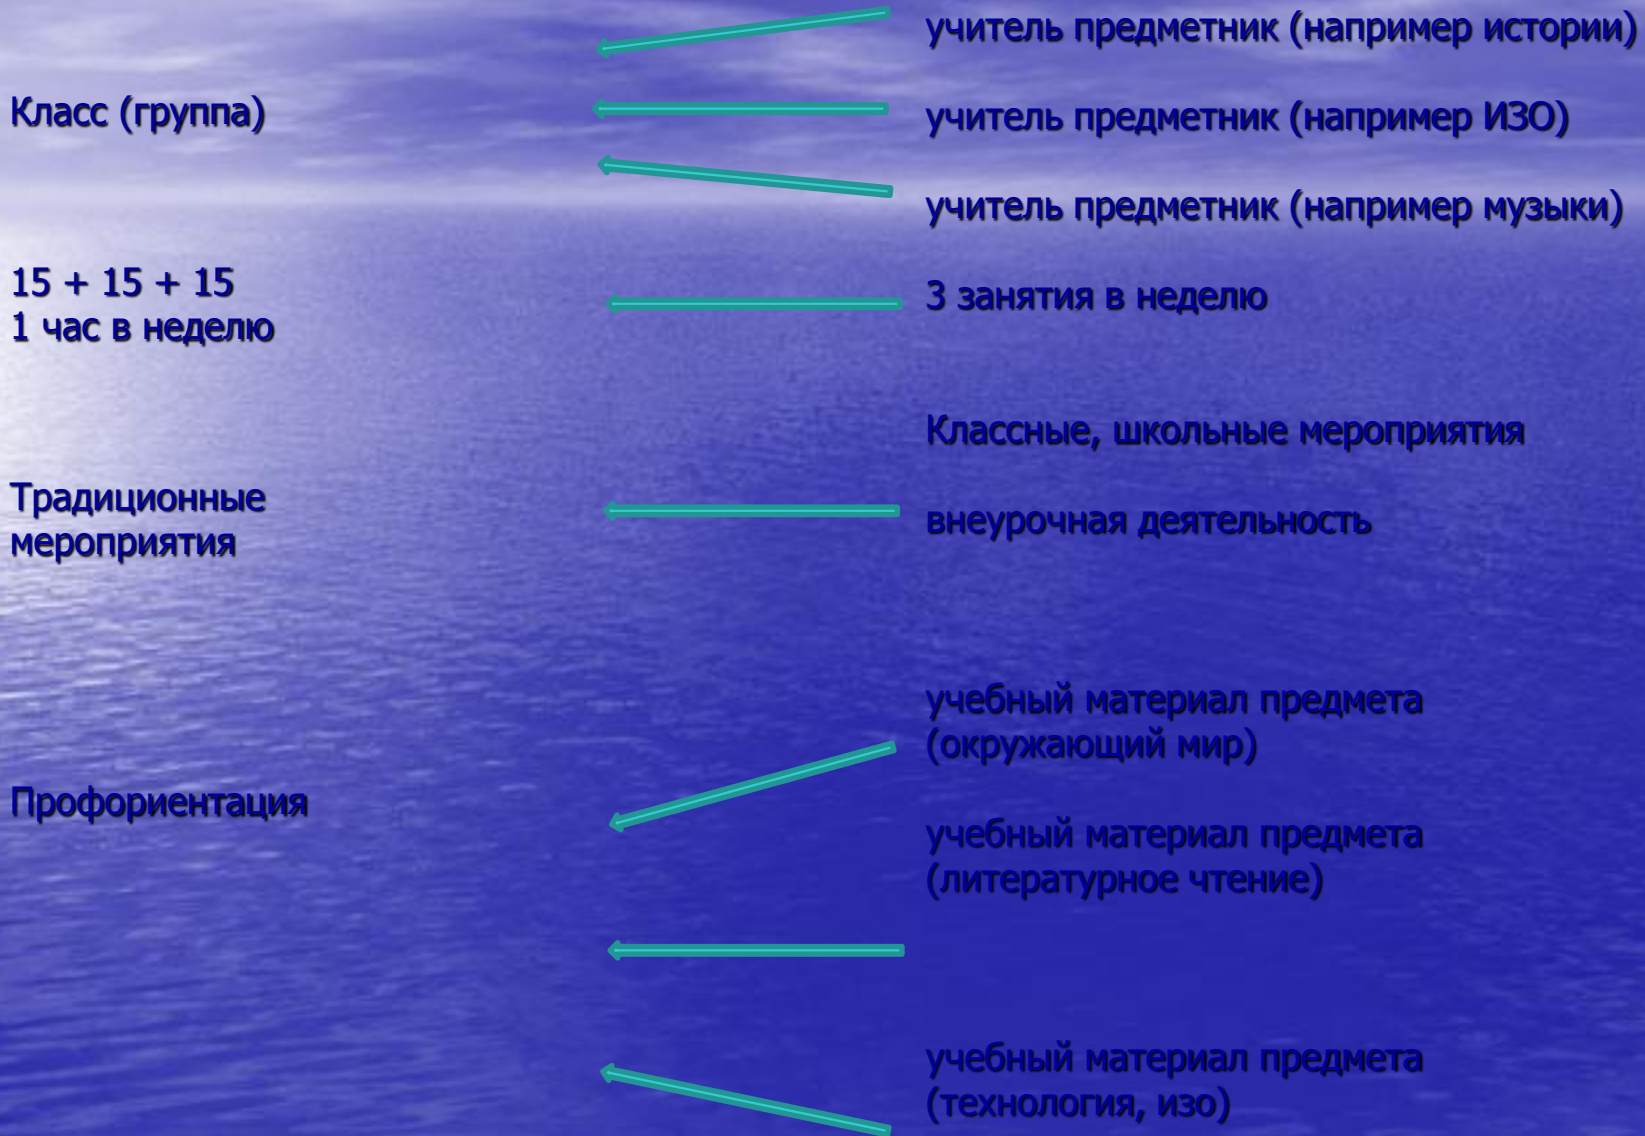 учитель предметник (например истории)
Класс (группа)
учитель предметник (например ИЗО)
учитель предметник (например музыки)
15 + 15 + 15
1 час в неделю
3 занятия в неделю
Классные, школьные мероприятия
Традиционные
мероприятия
внеурочная деятельность
учебный материал предмета
(окружающий мир)
Профориентация
учебный материал предмета
(литературное чтение)
учебный материал предмета
(технология, изо)